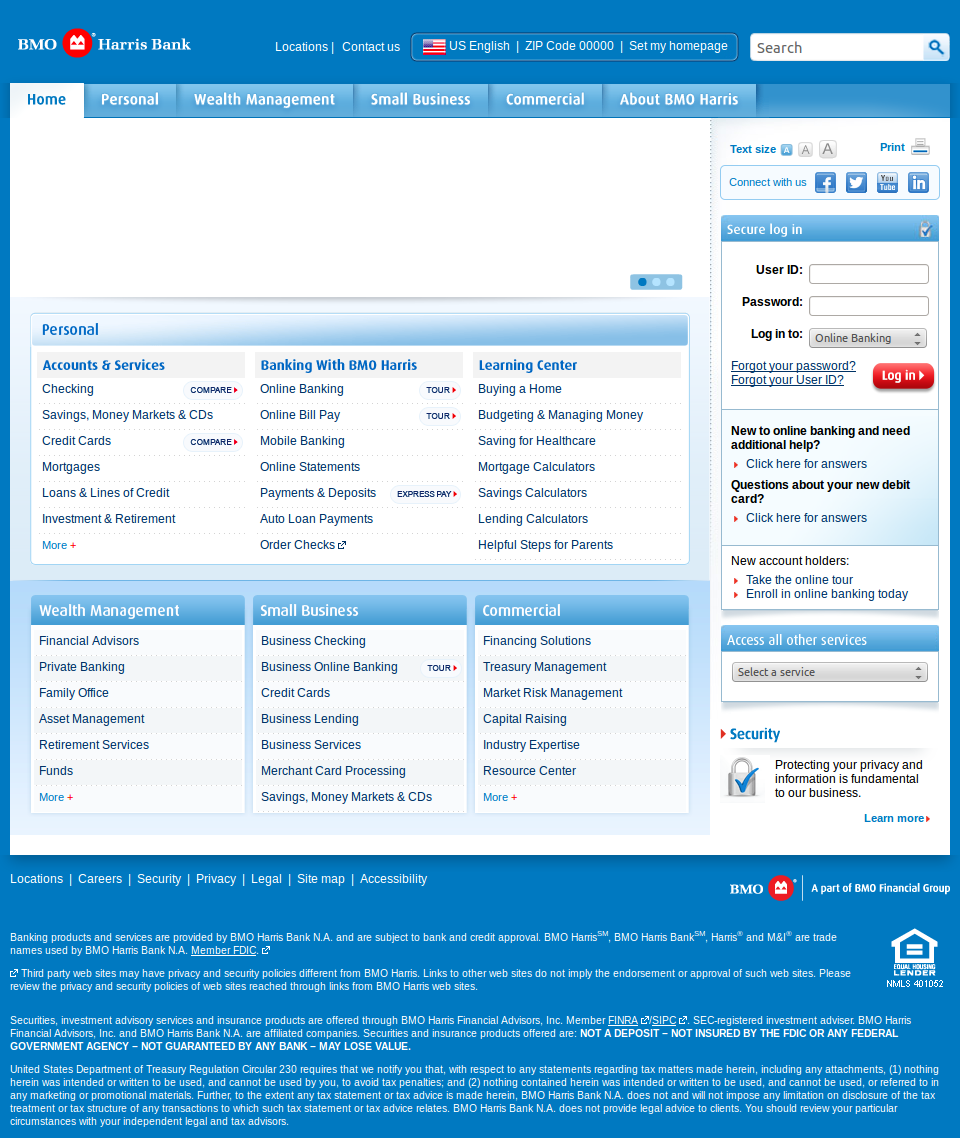 BMO Harris Bank®
Locations | Contact us
US English | ZIP Code 00000 | Set my homepage
Search
Home
Personal
Wealth Management
Small Business
Commercial
About BMO Harris
Text size A A A
Print
Connect with us
You Tube
Secure log in
User ID:
Password:
Log in to: Online Banking
Forgot your password?
Forgot your User ID?
Log in
New to online banking and need
additional help?
Click here for answers
Questions about your new debit
card?
Click here for answers
New account holders:
Take the online tour
Enroll in online banking today
Access all other services
Select a service
Security
Protecting your privacy and
information is fundamental
to our business.
Learn more
Personal
Accounts & Services
Checking COMPARE
Savings, Money Markets & CDs
Credit Cards COMPARE
Mortgages
Loans & Lines of Credit
Investment & Retirement
More +
Banking With BMO Harris
Online Banking TOUR
Online Bill Pay TOUR
Mobile Banking
Online Statements
Payments & Deposits EXPRESS PAY
Auto Loan Payments
Order Checks
Learning Center
Buying a Home
Budgeting & Managing Money
Saving for Healthcare
Mortgage Calculators
Savings Calculators
Lending Calculators
Helpful Steps for Parents
Wealth Management
Financial Advisors
Private Banking
Family Office
Asset Management
Retirement Services
Funds
More +
Small Business
Business Checking
Business Online Banking TOUR
Credit Cards
Business Lending
Business Services
Merchant Card Processing
Savings, Money Markets & CDs
Commercial
Financing Solutions
Treasury Management
Market Risk Management
Capital Raising
Industry Expertise
Resource Center
More +
Locations | Careers | Security | Privacy | Legal | Site map | Accessibility
BMO® A part of BMO Financial Group
Banking products and services are provided by BMO Harris Bank N.A. and are subject to bank and credit approval. BMO HarrisSM, BMO Harris BankSM, Harris® and M&I® are trade
names used by BMO Harris Bank N.A. Member FDIC.
EQUAL HOUSING
LENDER
NMLS 401052
Third party web sites may have privacy and security policies different from BMO Harris. Links to other web sites do not imply the endorsement or approval of such web sites. Please
review the privacy and security policies of web sites reached through links from BMO Harris web sites.
Securities, investment advisory services and insurance products are offered through BMO Harris Financial Advisors, Inc. Member FINRA/SIPC. SEC-registered investment adviser. BMO Harris
Financial Advisors, Inc. and BMO Harris Bank N.A. are affiliated companies. Securities and insurance products offered are: NOT A DEPOSIT – NOT INSURED BY THE FDIC OR ANY FEDERAL
GOVERNMENT AGENCY – NOT GUARANTEED BY ANY BANK – MAY LOSE VALUE.
United States Department of Treasury Regulation Circular 230 requires that we notify you that, with respect to any statements regarding tax matters made herein, including any attachments, (1) nothing
herein was intended or written to be used, and cannot be used by you, to avoid tax penalties; and (2) nothing contained herein was intended or written to be used, and cannot be used, or referred to in
any marketing or promotional materials. Further, to the extent any tax statement or tax advice is made herein, BMO Harris Bank N.A. does not and will not impose any limitation on disclosure of the tax
treatment or tax structure of any transactions to which such tax statement or tax advice relates. BMO Harris Bank N.A. does not provide legal advice to clients. You should review your particular
circumstances with your independent legal and tax advisors.